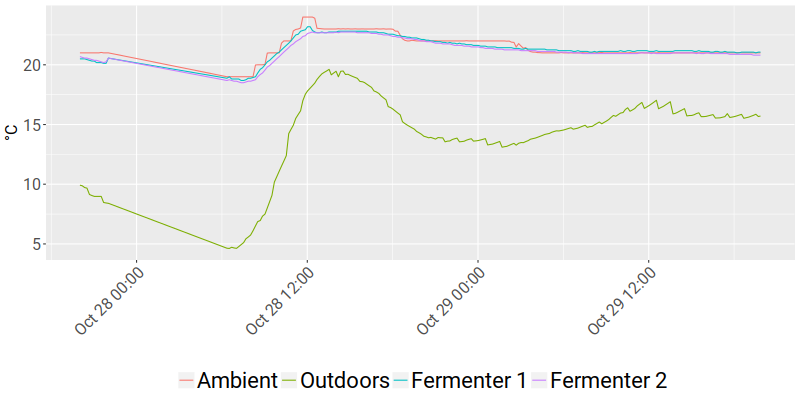 °C
20
15
10
5
Oct 28 00:00
Oct 28 12:00
Oct 29 00:00
Oct 29 12:00
Ambient Outdoors Fermenter 1 Fermenter 2